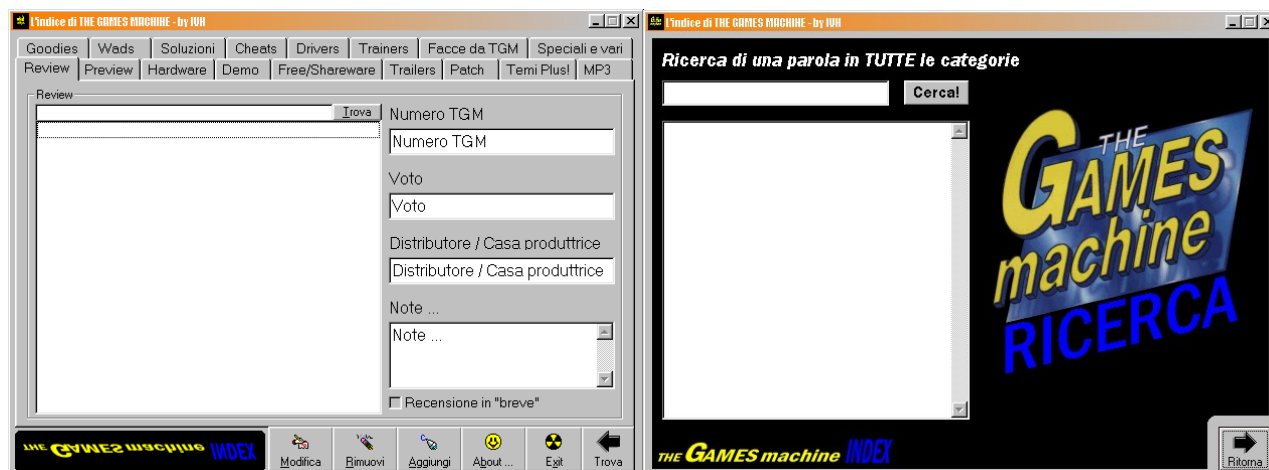 L'indice di THE GAMES MACHINE - by IVH
Goodies Wads Soluzioni Cheats Drivers Trainers Facce da TGM Speciali e vari
Review Preview Hardware Demo Free/Shareware Trailers Patch Temi Plus! MP3
Review
Trova
Numero TGM
Numero TGM
Voto
Voto
Distributore / Casa produttrice
Distributore / Casa produttrice
Note ...
Note ...
Recensione in "breve"
THE GAMES machine INDEX
Modifica Rimuovi Aggiungi About ... Exit Trova
L'indice di THE GAMES MACHINE - by IVH
Ricerca di una parola in TUTTE le categorie
Cerca!
THE
GAMES
machine
RICERCA
THE GAMES machine INDEX
Ritorna